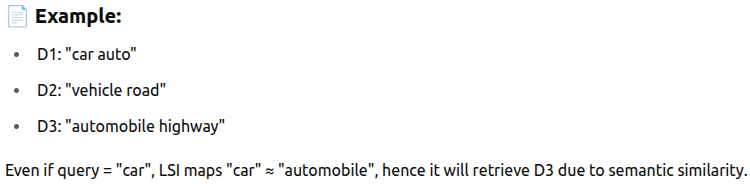 📄 Example:
• D1: "car auto"
• D2: "vehicle road"
• D3: "automobile highway"
Even if query = "car", LSI maps "car" ≈ "automobile", hence it will retrieve D3 due to semantic similarity.